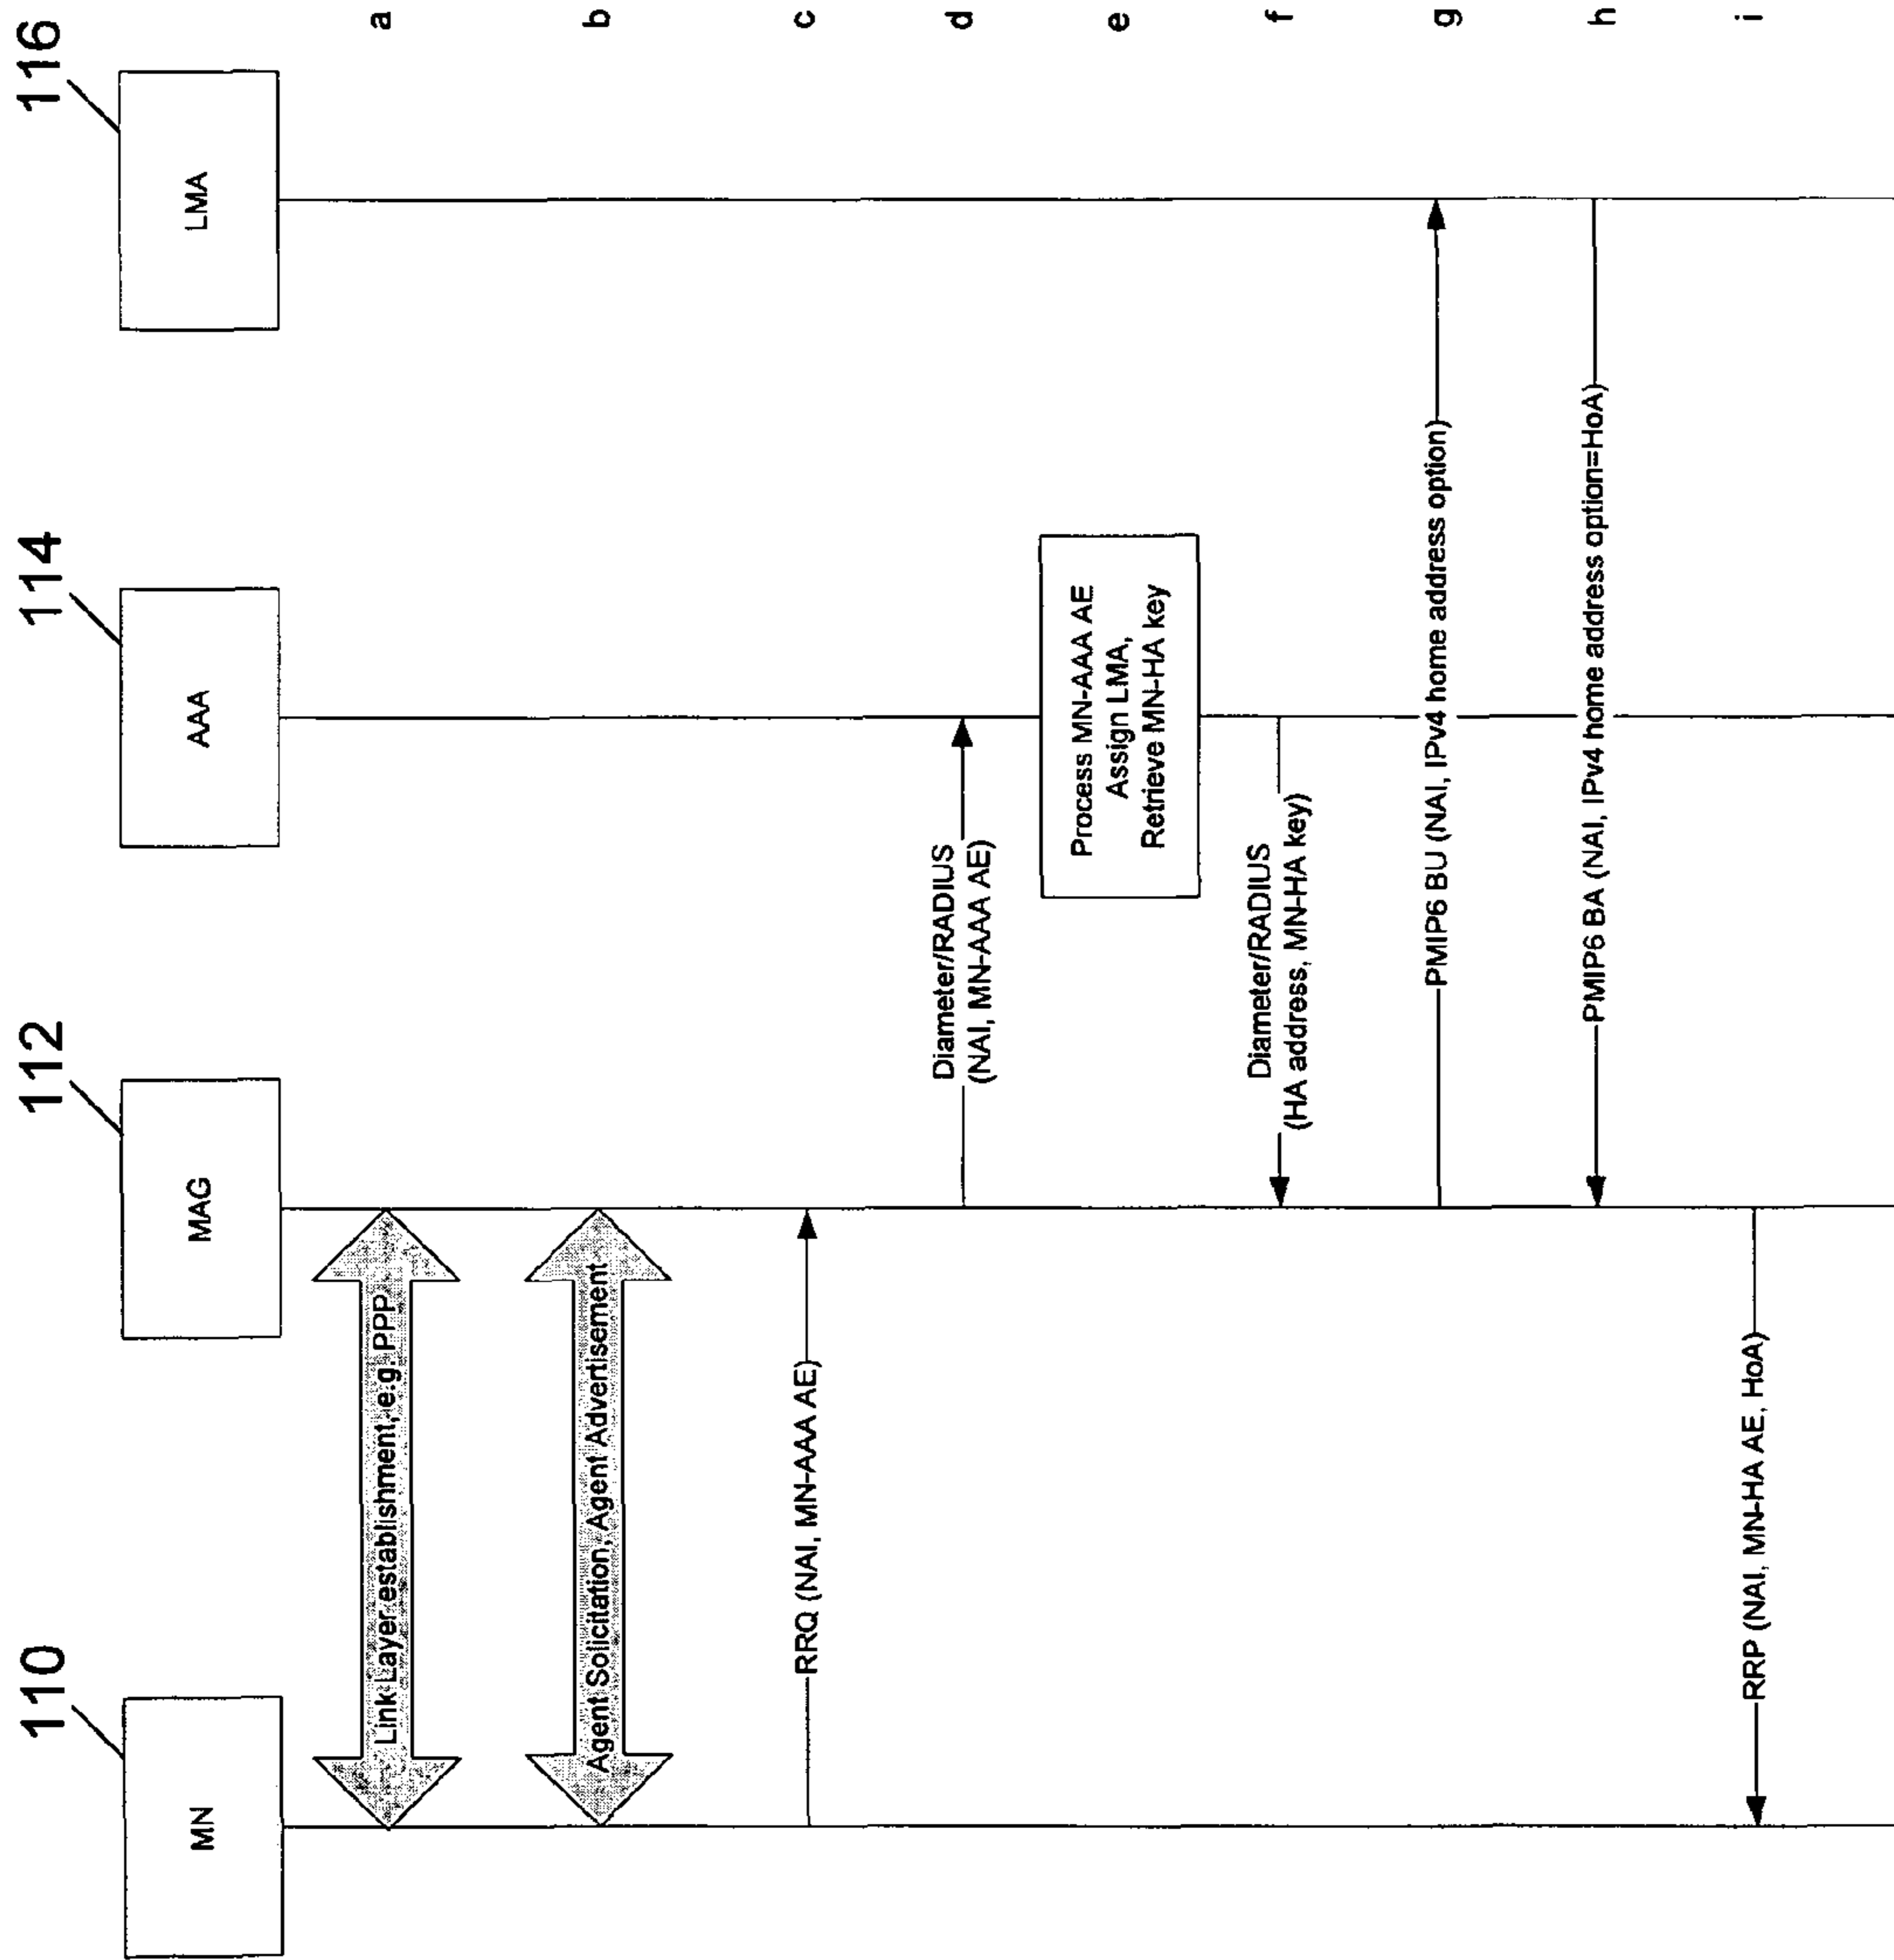 110
112
114
116
MN
MAG
AAA
LMA
Link Layer establishment, e.g. PPP
a
Agent Solicitation, Agent Advertisement
b
RRQ (NAI, MN-AAA AE)
c
Diameter/RADIUS
(NAI, MN-AAA AE)
d
Process MN-AAA AE
Assign LMA,
Retrieve MN-HA key
e
Diameter/RADIUS
(HA address, MN-HA key)
f
PMIP6 BU (NAI, IPv4 home address option)
g
PMIP6 BA (NAI, IPv4 home address option=HoA)
h
RRP (NAI, MN-HA AE, HoA)
i